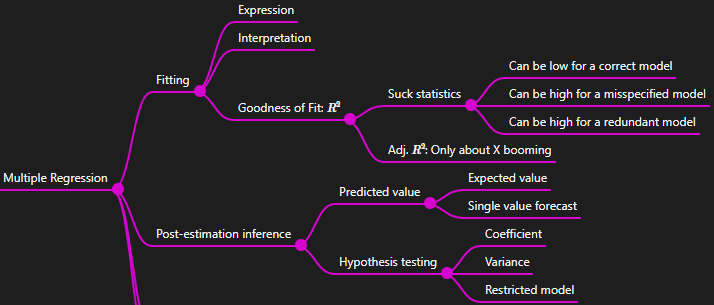 Expression
Interpretation
Fitting
Goodness of Fit: R²
Suck statistics
Can be low for a correct model
Can be high for a misspecified model
Can be high for a redundant model
Adj. R²: Only about X booming
Multiple Regression
Post-estimation inference
Predicted value
Expected value
Single value forecast
Hypothesis testing
Coefficient
Variance
Restricted model